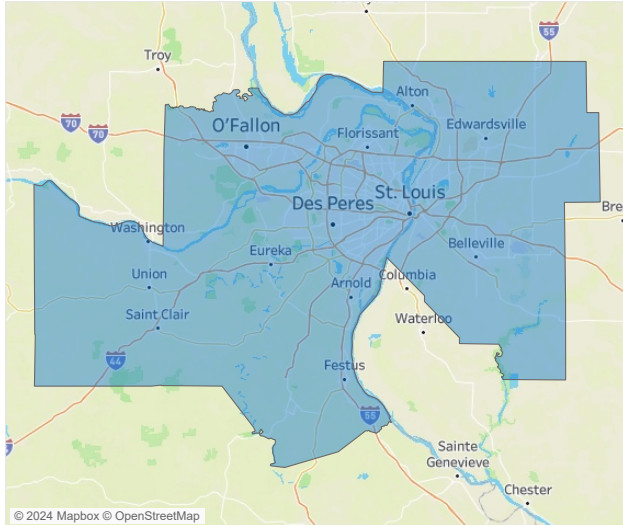 55
Troy
Alton
70
70
O'Fallon
Florissant
Edwardsville
St. Louis
Des Peres
Bre
Washington
Belleville
Eureka
Union
Columbia
Arnold
Saint Clair
Waterloo
44
Festus
55
Sainte
Genevieve
Chester
© 2024 Mapbox © OpenStreetMap